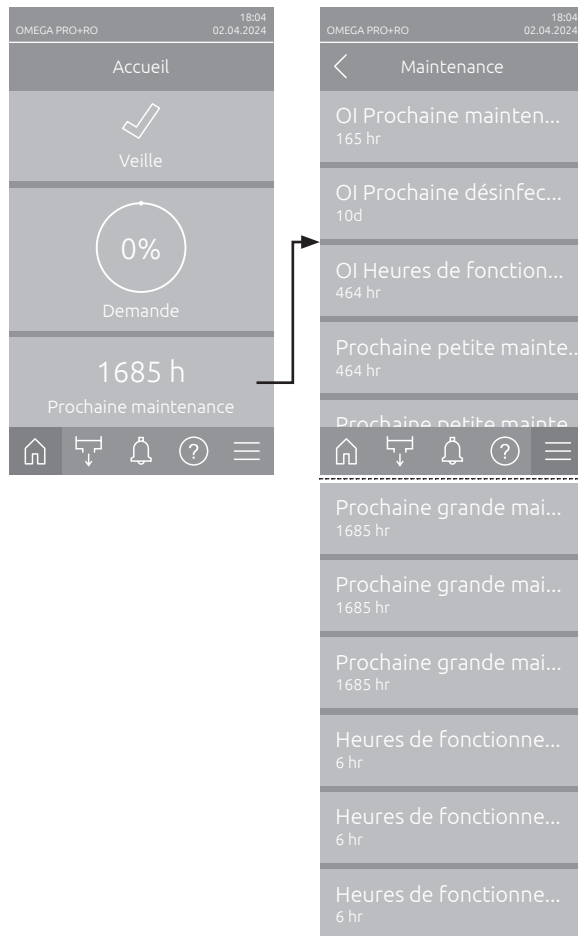 18:04
OMEGA PRO+RO 02.04.2024
Accueil
Veille
0%
Demande
1685 h
Prochaine maintenance
?
18:04
OMEGA PRO+RO 02.04.2024
Maintenance
OI Prochaine mainten...
165 hr
OI Prochaine désinfec...
10d
OI Heures de fonction...
464 hr
Prochaine petite mainte..
464 hr
Prochaine petite mainte
?
Prochaine grande mai...
1685 hr
Prochaine grande mai...
1685 hr
Prochaine grande mai...
1685 hr
Heures de fonctionne...
6 hr
Heures de fonctionne...
6 hr
Heures de fonctionne...
6 hr